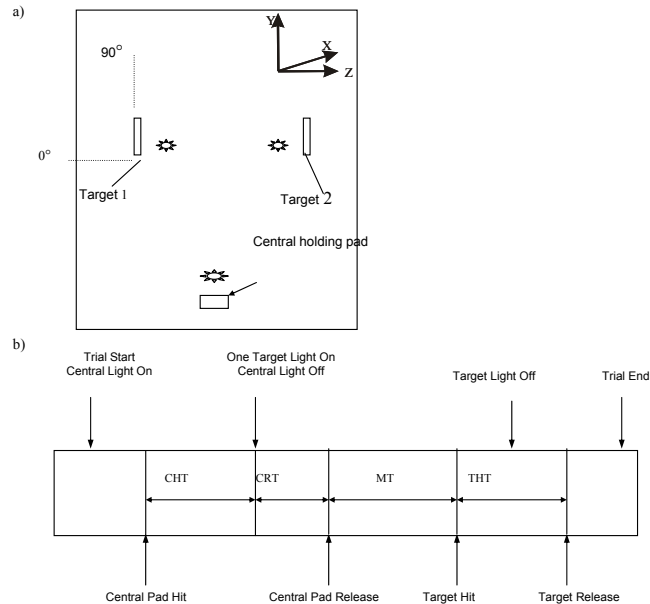 a)
Y
X
Z
90°
0°
Target 1
Target 2
Central holding pad
b)
Trial Start
Central Light On
One Target Light On
Central Light Off
Target Light Off
Trial End
CHT
CRT
MT
THT
Central Pad Hit
Central Pad Release
Target Hit
Target Release